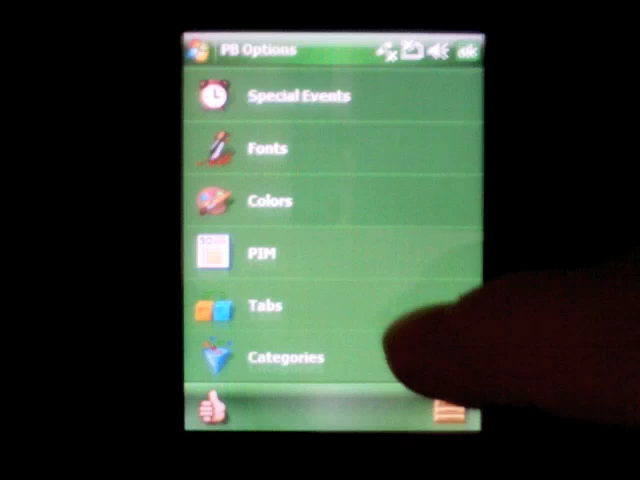 PB Options
ok
Special Events
Fonts
Colors
PIM
Tabs
Categories